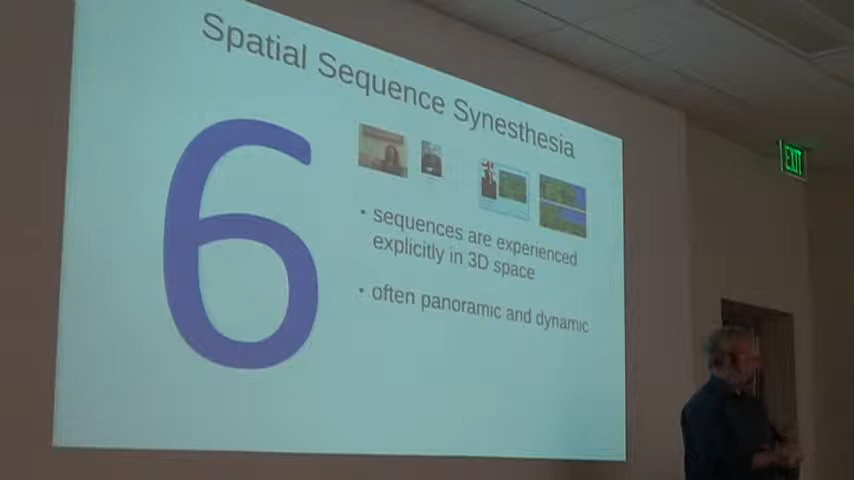 Spatial Sequence Synesthesia
6
• sequences are experienced
explicitly in 3D space
• often panoramic and dynamic
EXIT